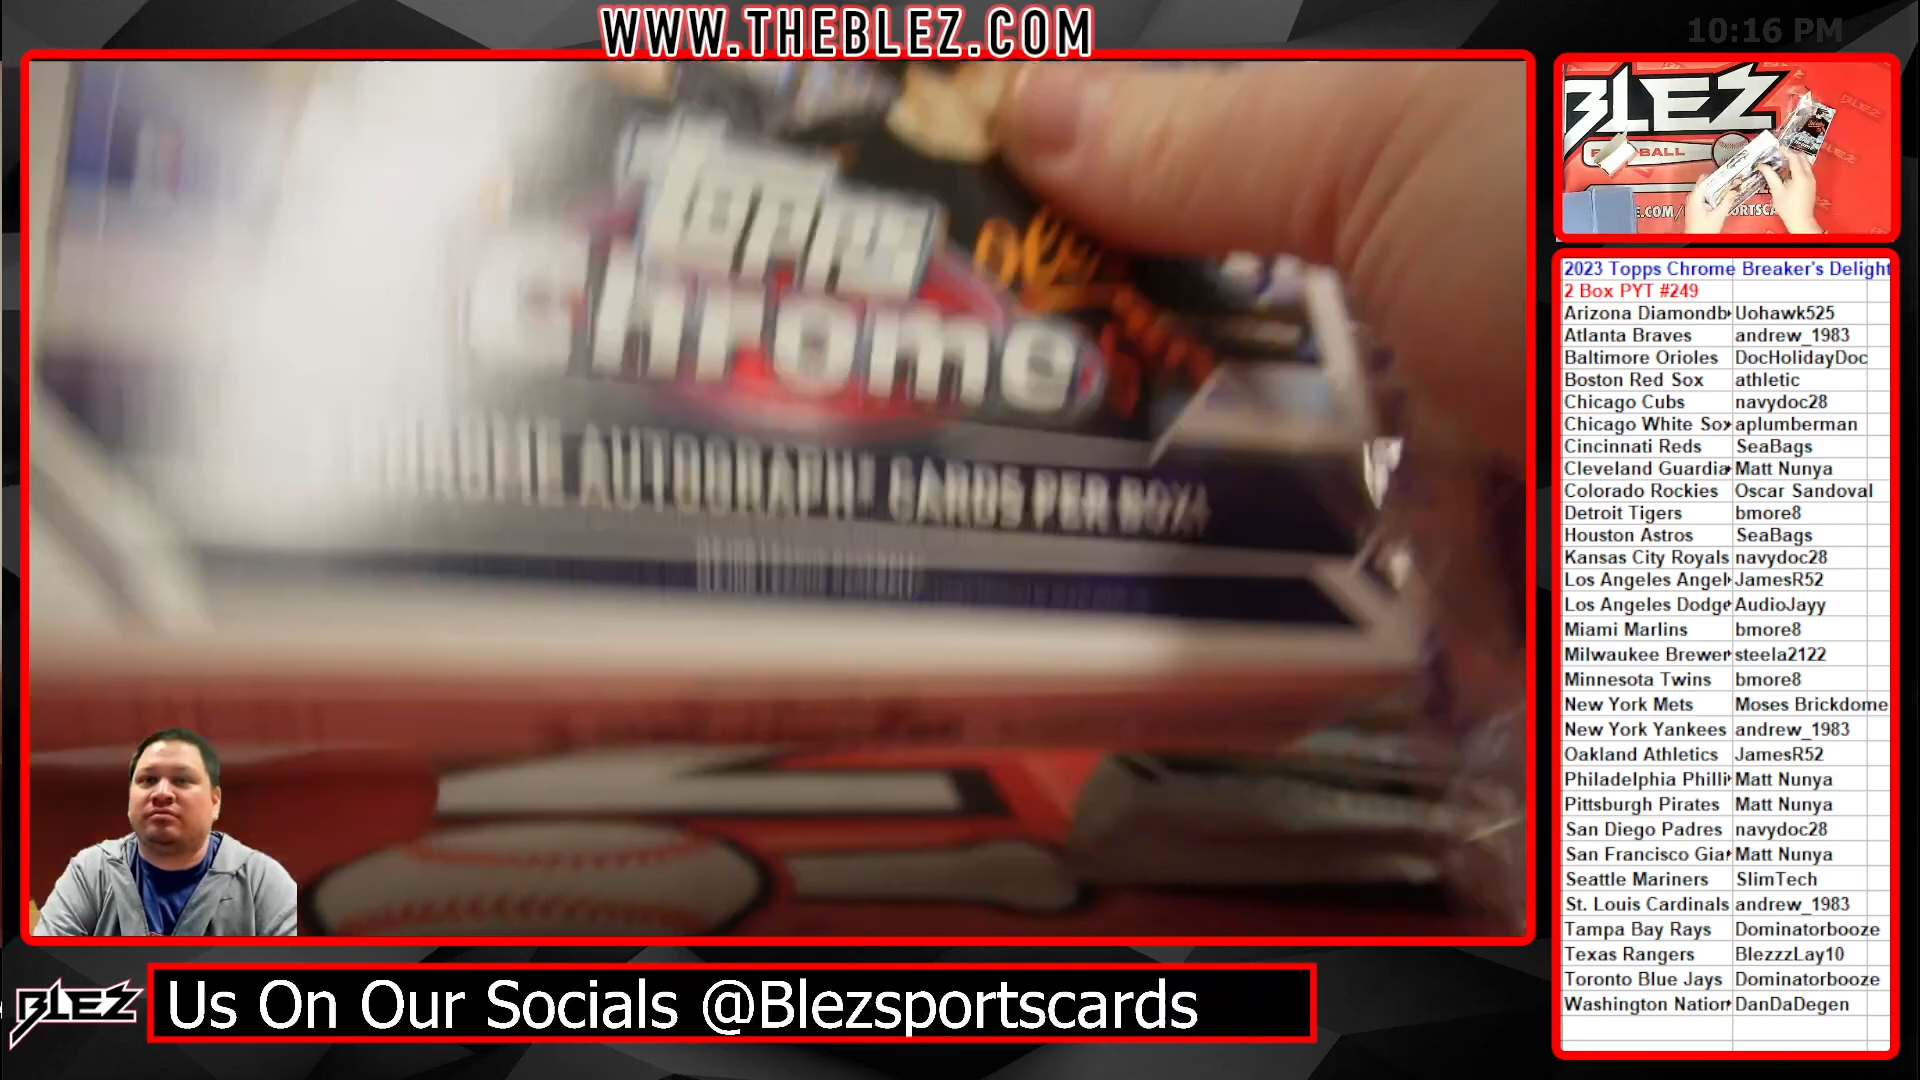 WWW.THEBLEZ.COM
10:16 PM
Topps
Chrome
CHROME AUTOGRAPH CARDS PER BOX!
BLEZ
2023 Topps Chrome Breaker's Delight
2 Box PYT #249
Arizona Diamondb Uohawk525
Atlanta Braves andrew_1983
Baltimore Orioles DocHolidayDoc
Boston Red Sox athletic
Chicago Cubs navydoc28
Chicago White Sox aplumberman
Cincinnati Reds SeaBags
Cleveland Guardia Matt Nunya
Colorado Rockies Oscar Sandoval
Detroit Tigers bmore8
Houston Astros SeaBags
Kansas City Royals navydoc28
Los Angeles Angel JamesR52
Los Angeles Dodge AudioJayy
Miami Marlins bmore8
Milwaukee Brewer steela2122
Minnesota Twins bmore8
New York Mets Moses Brickdome
New York Yankees andrew_1983
Oakland Athletics JamesR52
Philadelphia Philli Matt Nunya
Pittsburgh Pirates Matt Nunya
San Diego Padres navydoc28
San Francisco Gia Matt Nunya
Seattle Mariners SlimTech
St. Louis Cardinals andrew_1983
Tampa Bay Rays Dominatorbooze
Texas Rangers BlezzzLay10
Toronto Blue Jays Dominatorbooze
Washington Nation DanDaDegen
BLEZ
Us On Our Socials @Blezsportscards